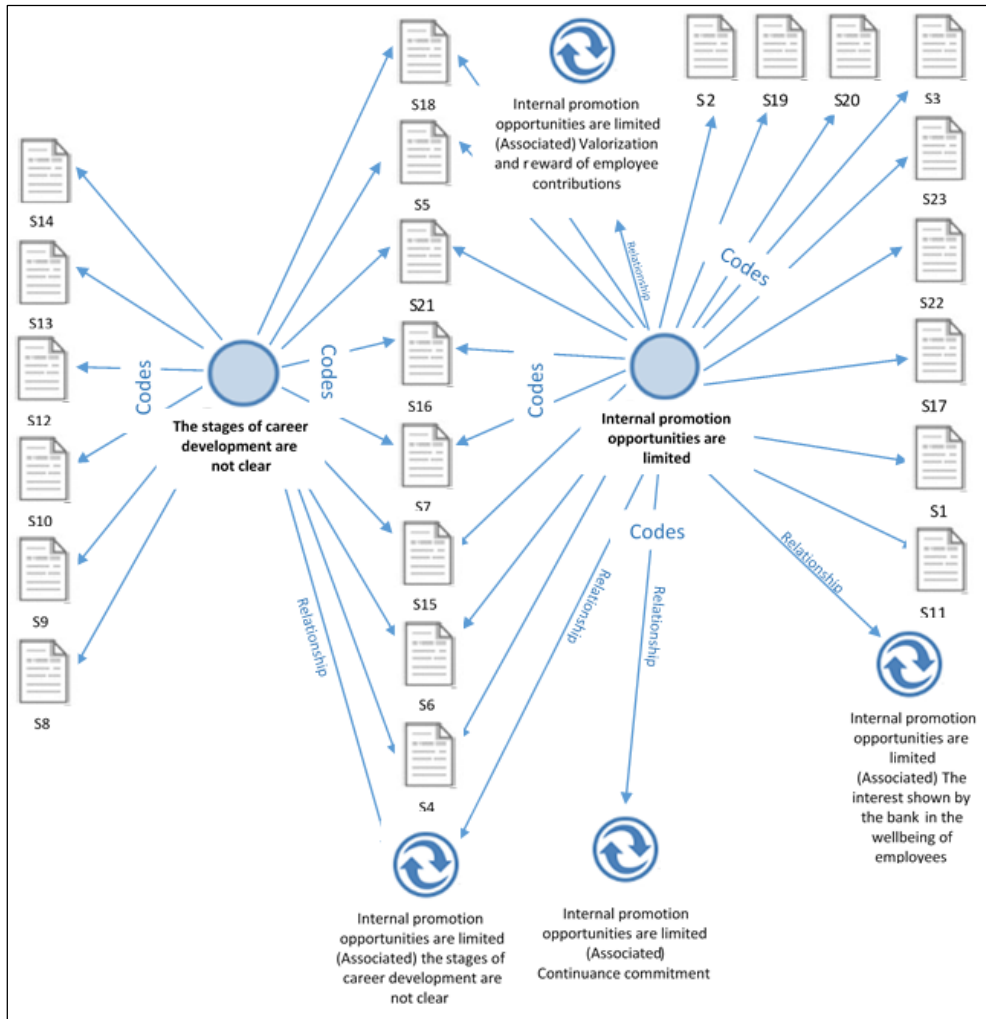 S18
Internal promotion
opportunities are limited
(Associated) Valorization
and reward of employee
contributions
S2
S19
S20
S3
S14
S5
S23
Relationship
Codes
S13
S21
S22
Codes
Codes
Codes
S12
S16
S17
The stages of career
development are
not clear
Internal promotion
opportunities are
limited
S10
S7
S1
Codes
Relationship
S9
S15
Relationship
Relationship
Relationship
S11
S8
S6
S4
Internal promotion
opportunities are
limited
(Associated) The
interest shown by
the bank in the
wellbeing of
employees
Internal promotion
opportunities are limited
(Associated) the stages of
career development are
not clear
Internal promotion
opportunities are limited
(Associated)
Continuance commitment